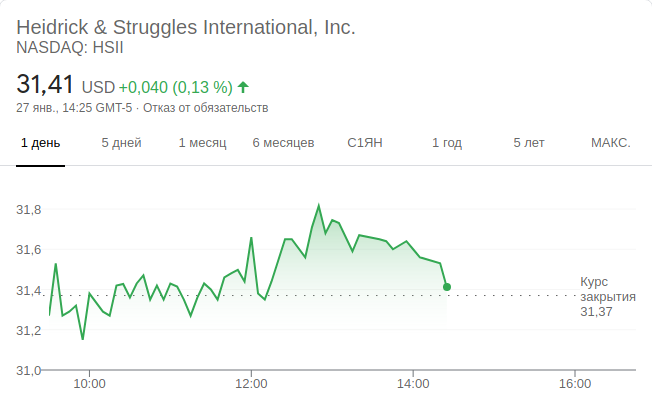 Heidrick & Struggles International, Inc.
NASDAQ: HSII
31,41 USD +0,040 (0,13 %)
27 янв., 14:25 GMT-5 · Отказ от обязательств
1 день 5 дней 1 месяц 6 месяцев С1ЯН 1 год 5 лет МАКС.
31,8
31,6
31,4
31,2
31,0
Курс
закрытия
31,37
10:00 12:00 14:00 16:00